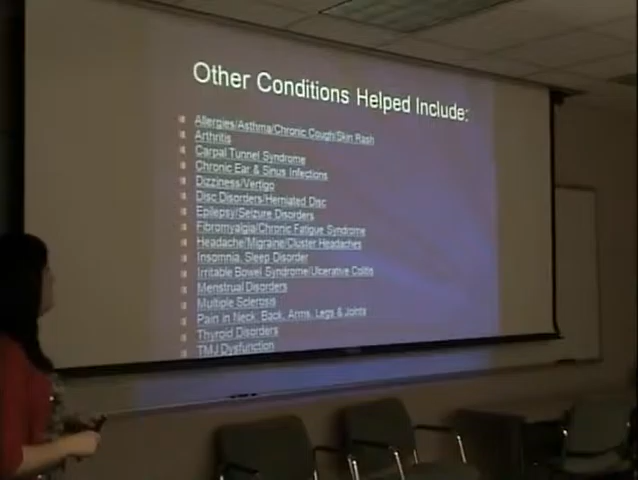 Other Conditions Helped Include:
Allergies/Asthma/Chronic Cough/Skin Rash
Arthritis
Carpal Tunnel Syndrome
Chronic Ear & Sinus Infections
Dizziness/Vertigo
Disc Disorders/Herniated Disc
Epilepsy/Seizure Disorders
Fibromyalgia/Chronic Fatigue Syndrome
Headache/Migraine/Cluster Headaches
Insomnia, Sleep Disorder
Irritable Bowel Syndrome/Ulcerative Colitis
Menstrual Disorders
Multiple Sclerosis
Pain in Neck, Back, Arms, Legs & Joints
Thyroid Disorders
TMJ Dysfunction